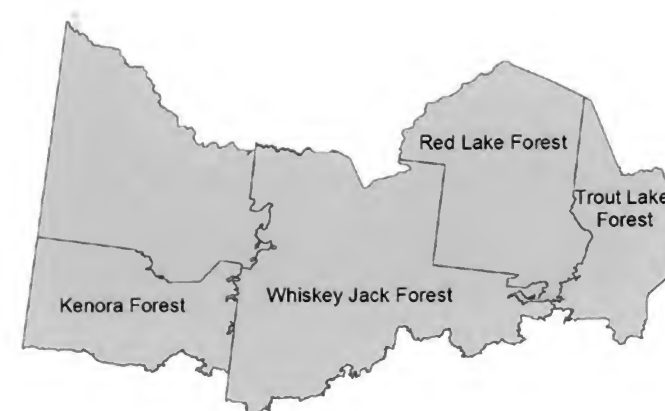 Red Lake Forest
Trout Lake
Forest
Kenora Forest
Whiskey Jack Forest